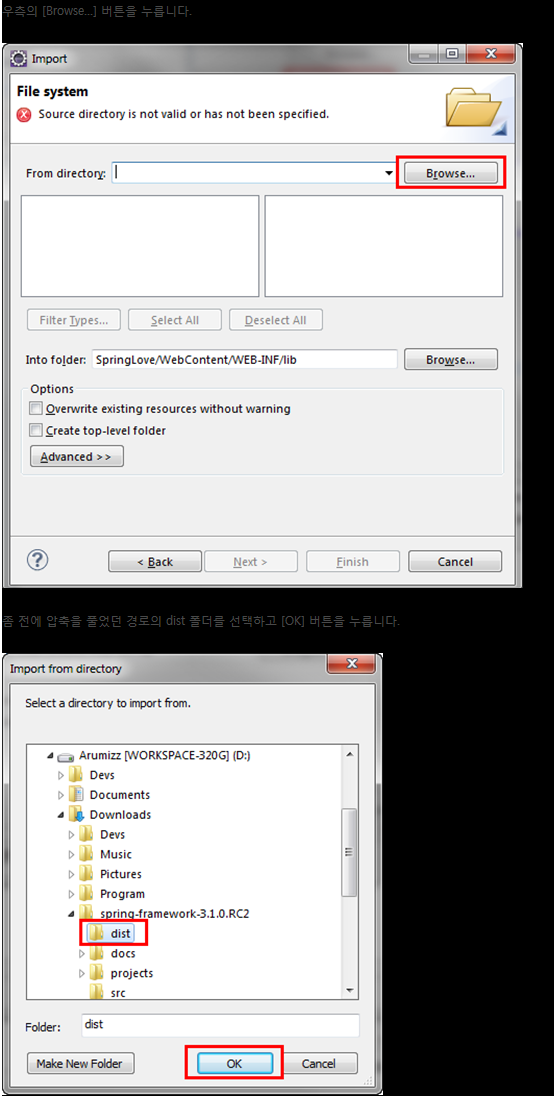 우측의 [Browse...] 버튼을 누릅니다.
Import
File system
Source directory is not valid or has not been specified.
From directory:
Browse...
Filter Types...
Select All
Deselect All
Into folder:
SpringLove/WebContent/WEB-INF/lib
Browse...
Options
Overwrite existing resources without warning
Create top-level folder
Advanced >>
?
< Back
Next >
Finish
Cancel
좀 전에 압축을 풀었던 경로의 dist 폴더를 선택하고 [OK] 버튼을 누릅니다.
Import from directory
Select a directory to import from.
Arumizz [WORKSPACE-320G] (D:)
Devs
Documents
Downloads
Devs
Music
Pictures
Program
spring-framework-3.1.0.RC2
dist
docs
projects
src
Folder:
dist
Make New Folder
OK
Cancel